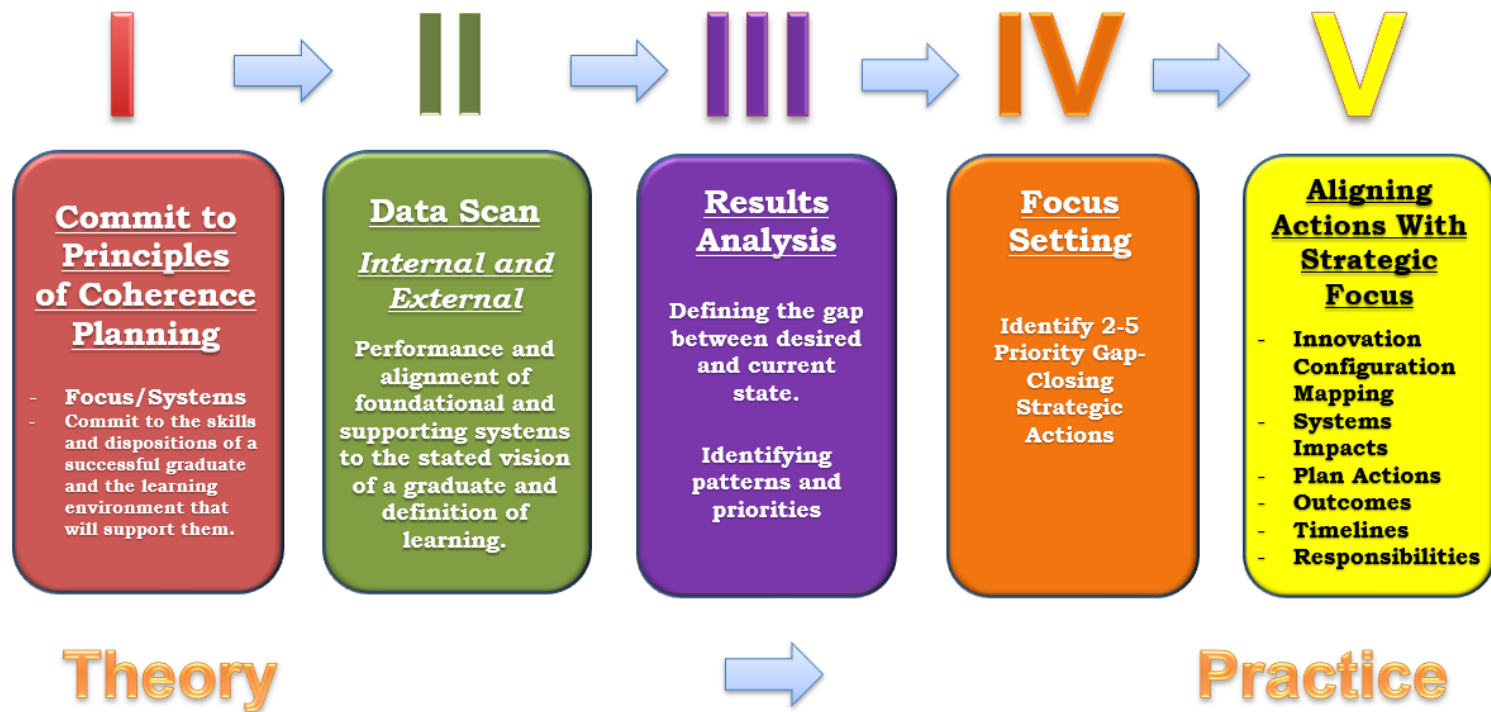 I
II
III
IV
V
Commit to
Principles
of Coherence
Planning
- Focus/Systems
- Commit to the skills
and dispositions of a
successful graduate
and the learning
environment that
will support them.
Data Scan
Internal and
External
Performance and
alignment of
foundational and
supporting systems
to the stated vision
of a graduate and
definition of
learning.
Results
Analysis
Defining the gap
between desired
and current
state.
Identifying
patterns and
priorities
Focus
Setting
Identify 2-5
Priority Gap-
Closing
Strategic
Actions
Aligning
Actions With
Strategic
Focus
- Innovation
Configuration
Mapping
- Systems
Impacts
- Plan Actions
- Outcomes
- Timelines
- Responsibilities
Theory
Practice